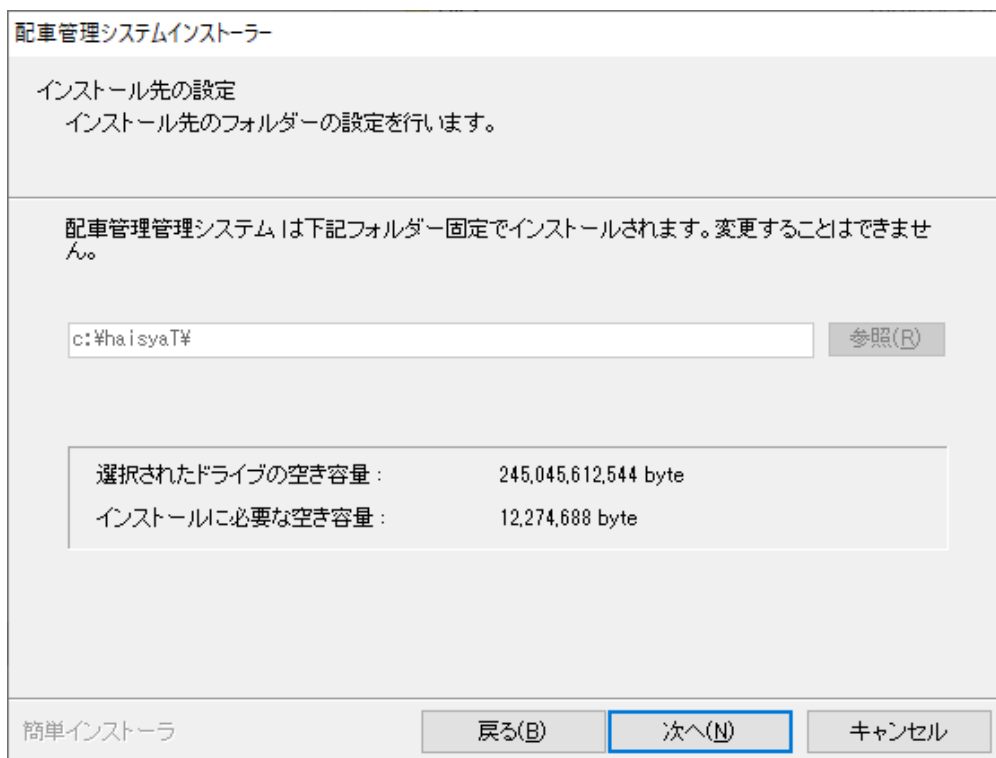 配車管理システムインストーラー
インストール先の設定
インストール先のフォルダーの設定を行います。
配車管理管理システム は下記フォルダー固定でインストールされます。変更することはできませ
ん。
c:¥haisyaT¥
参照(R)
選択されたドライブの空き容量: 245,045,612,544 byte
インストールに必要な空き容量: 12,274,688 byte
簡単インストーラ
戻る(B)
次へ(N)
キャンセル